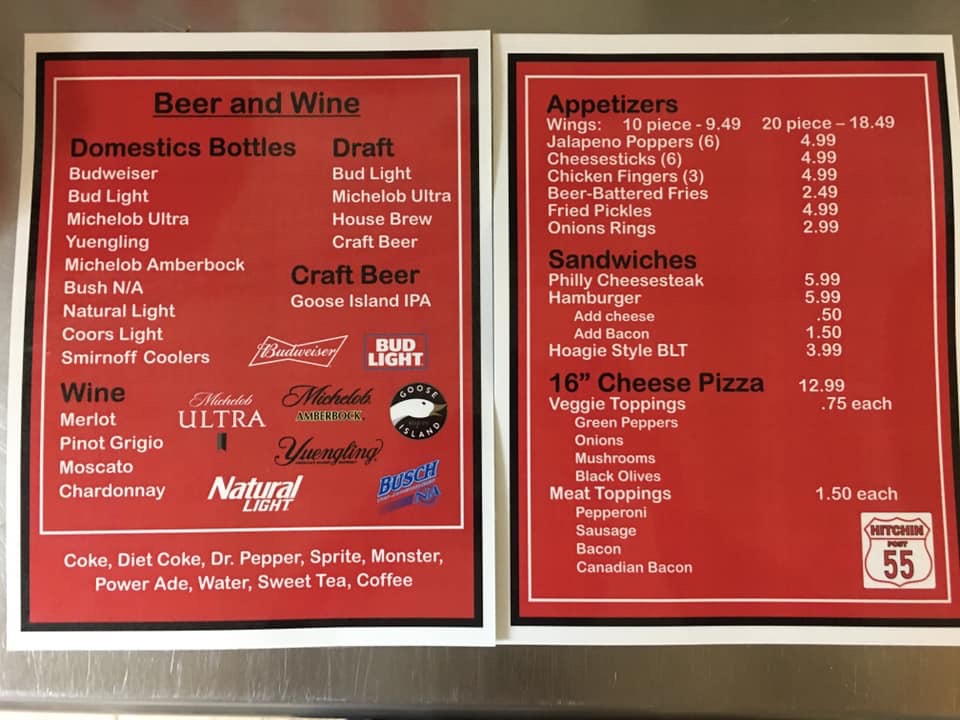 Beer and Wine
Domestics Bottles
Budweiser
Bud Light
Michelob Ultra
Yuengling
Michelob Amberbock
Bush N/A
Natural Light
Coors Light
Smirnoff Coolers
Draft
Bud Light
Michelob Ultra
House Brew
Craft Beer
Craft Beer
Goose Island IPA
Budweiser
BUD
LIGHT
Wine
Merlot
Pinot Grigio
Moscato
Chardonnay
Michelob
ULTRA
Michelob
AMBERBOCK
GOOSE
ISLAND
Yuengling
Natural
LIGHT
BUSCH
N/A
Coke, Diet Coke, Dr. Pepper, Sprite, Monster,
Power Ade, Water, Sweet Tea, Coffee
Appetizers
Wings: 10 piece - 9.49 20 piece – 18.49
Jalapeno Poppers (6) 4.99
Cheesesticks (6) 4.99
Chicken Fingers (3) 4.99
Beer-Battered Fries 2.49
Fried Pickles 4.99
Onions Rings 2.99
Sandwiches
Philly Cheesesteak 5.99
Hamburger 5.99
Add cheese .50
Add Bacon 1.50
Hoagie Style BLT 3.99
16” Cheese Pizza 12.99
Veggie Toppings .75 each
Green Peppers
Onions
Mushrooms
Black Olives
Meat Toppings 1.50 each
Pepperoni
Sausage
Bacon
Canadian Bacon
HITCHIN
POST
55